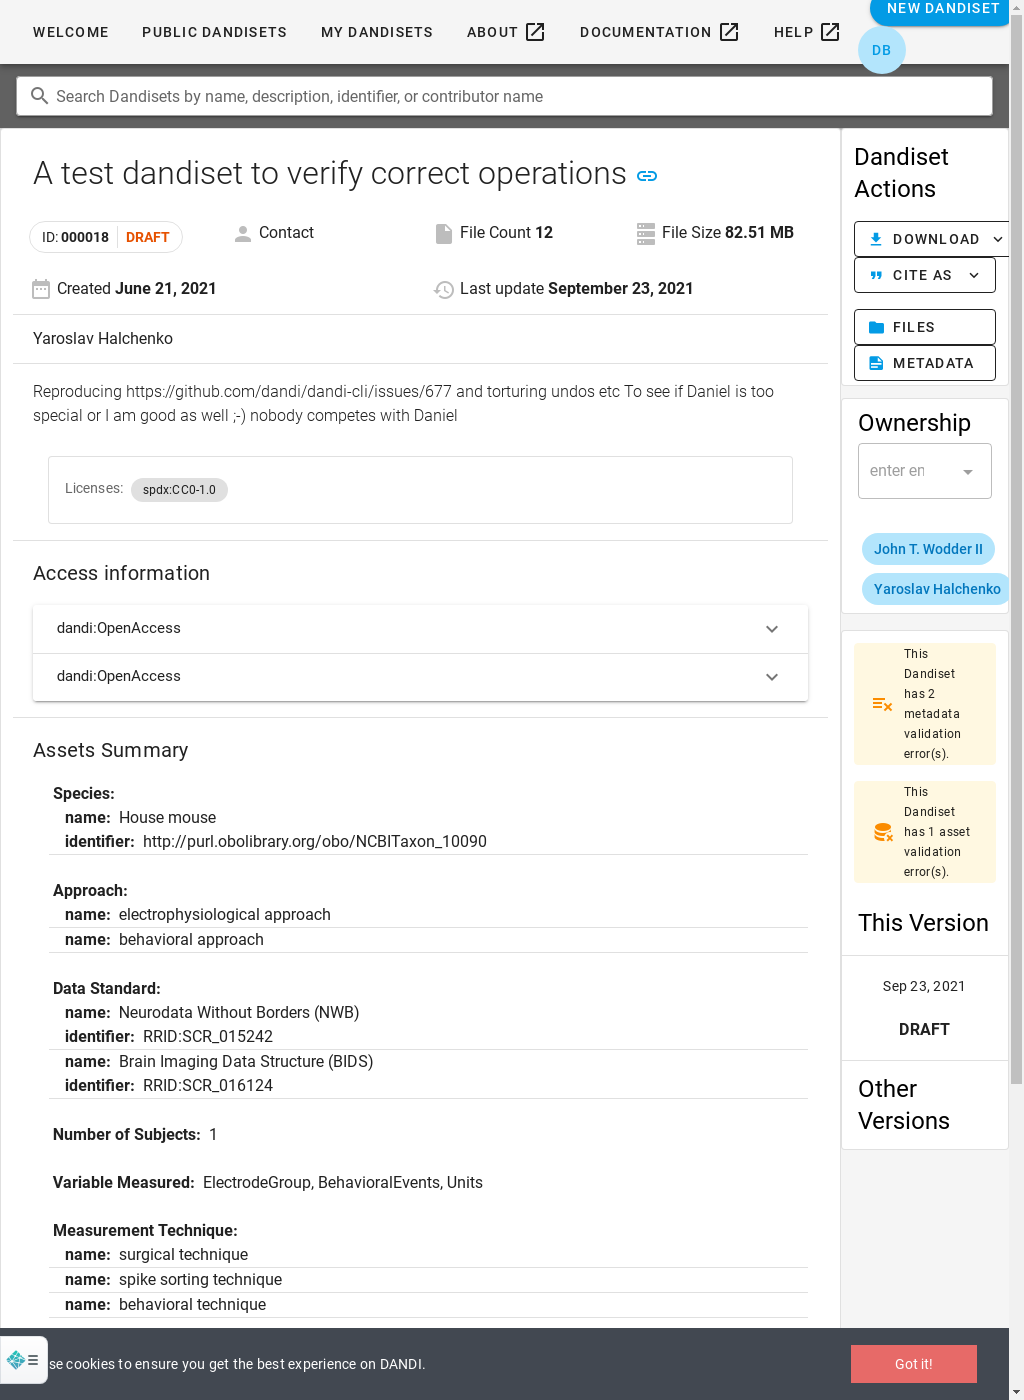 WELCOME PUBLIC DANDISETS MY DANDISETS ABOUT DOCUMENTATION HELP NEW DANDISET
DB
Search Dandisets by name, description, identifier, or contributor name
A test dandiset to verify correct operations
ID: 000018 DRAFT Contact File Count 12 File Size 82.51 MB
Created June 21, 2021 Last update September 23, 2021
Yaroslav Halchenko
Reproducing https://github.com/dandi/dandi-cli/issues/677 and torturing undos etc To see if Daniel is too
special or I am good as well ;-) nobody competes with Daniel
Licenses: spdx:CC0-1.0
Access information
dandi:OpenAccess
dandi:OpenAccess
Assets Summary
Species:
name: House mouse
identifier: http://purl.obolibrary.org/obo/NCBITaxon_10090
Approach:
name: electrophysiological approach
name: behavioral approach
Data Standard:
name: Neurodata Without Borders (NWB)
identifier: RRID:SCR_015242
name: Brain Imaging Data Structure (BIDS)
identifier: RRID:SCR_016124
Number of Subjects: 1
Variable Measured: ElectrodeGroup, BehavioralEvents, Units
Measurement Technique:
name: surgical technique
name: spike sorting technique
name: behavioral technique
Dandiset
Actions
DOWNLOAD
CITE AS
FILES
METADATA
Ownership
enter en
John T. Wodder II
Yaroslav Halchenko
This
Dandiset
has 2
metadata
validation
error(s).
This
Dandiset
has 1 asset
validation
error(s).
This Version
Sep 23, 2021
DRAFT
Other
Versions
se cookies to ensure you get the best experience on DANDI.
Got it!